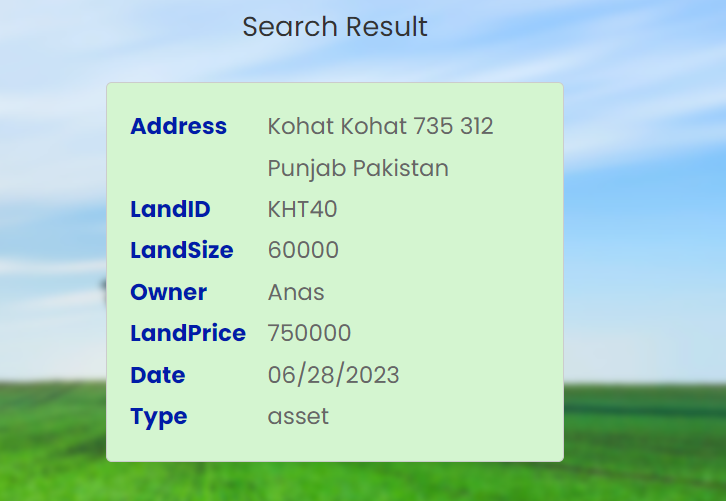 Search Result
Address Kohat Kohat 735 312
Punjab Pakistan
LandID KHT40
LandSize 60000
Owner Anas
LandPrice 750000
Date 06/28/2023
Type asset